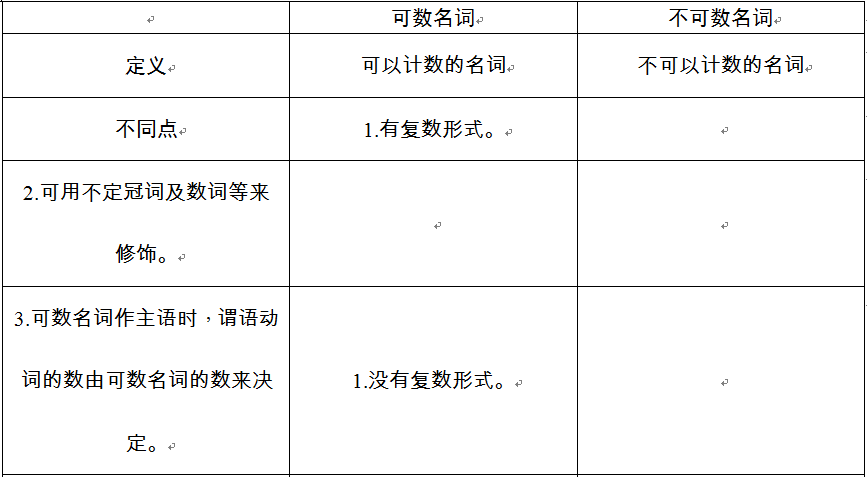 可数名词
不可数名词
定义
可以计数的名词
不可以计数的名词
不同点
1.有复数形式。
2.可用不定冠词及数词等来
修饰。
3.可数名词作主语时，谓语动
词的数由可数名词的数来决
定。
1.没有复数形式。